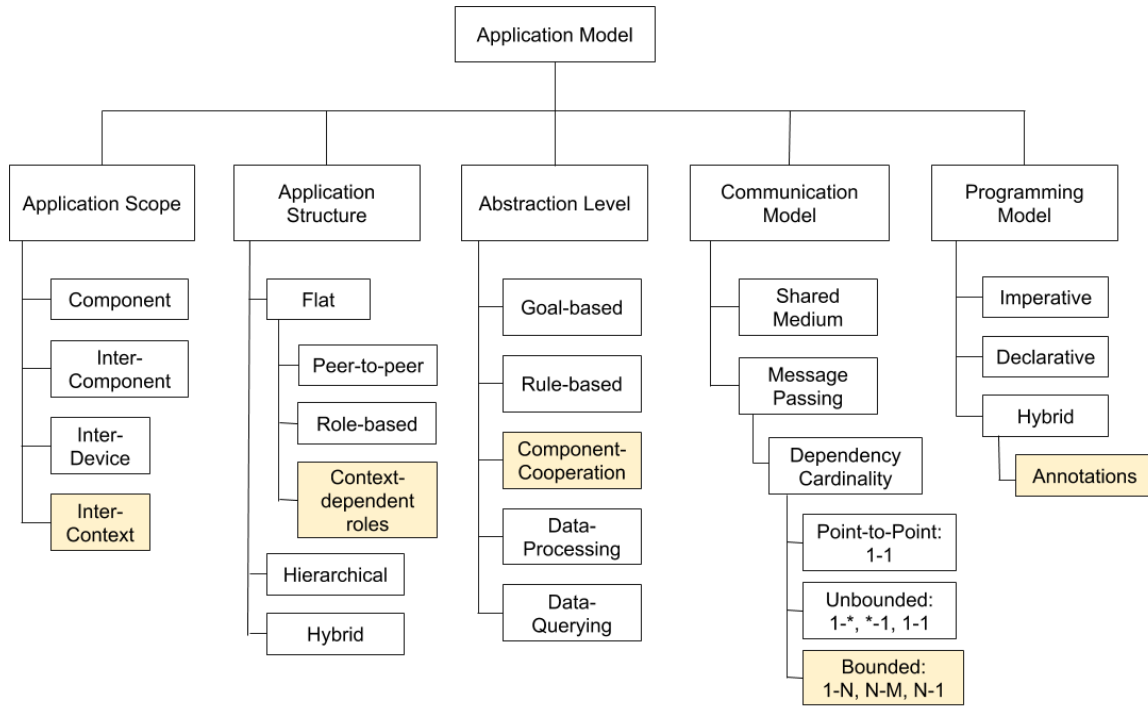 Application Model
Application Scope
Component
Inter-
Component
Inter-
Device
Inter-
Context
Application
Structure
Flat
Peer-to-peer
Role-based
Context-
dependent
roles
Hierarchical
Hybrid
Abstraction Level
Goal-based
Rule-based
Component-
Cooperation
Data-
Processing
Data-
Querying
Communication
Model
Shared
Medium
Message
Passing
Dependency
Cardinality
Point-to-Point:
1-1
Unbounded:
1-*, *-1, 1-1
Bounded:
1-N, N-M, N-1
Programming
Model
Imperative
Declarative
Hybrid
Annotations